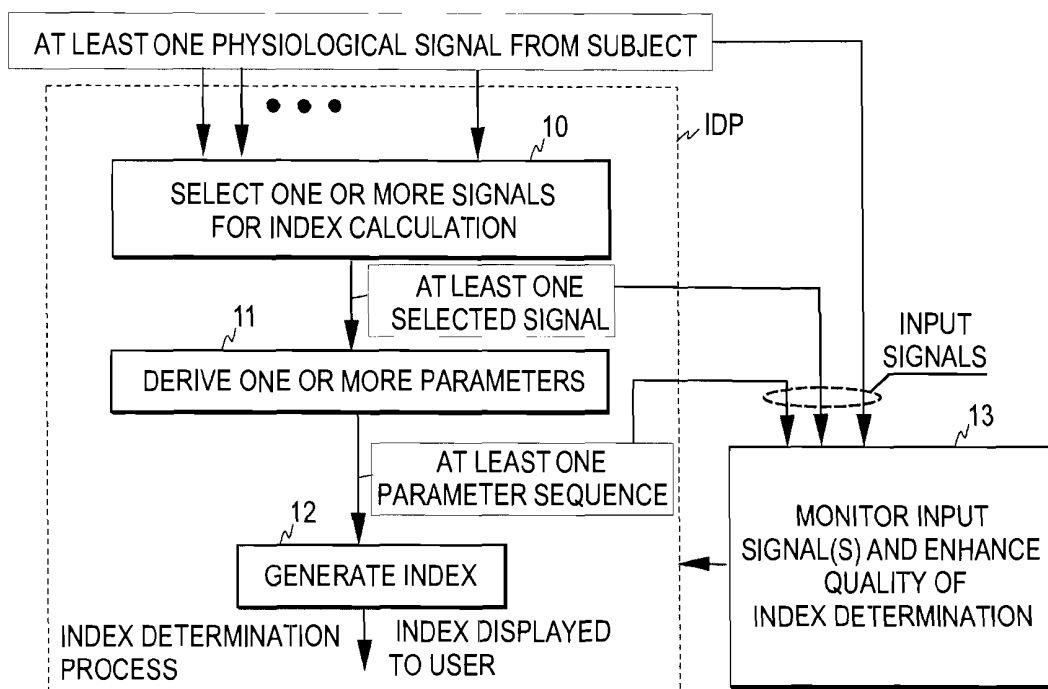 AT LEAST ONE PHYSIOLOGICAL SIGNAL FROM SUBJECT
IDP
10
SELECT ONE OR MORE SIGNALS
FOR INDEX CALCULATION
AT LEAST ONE
SELECTED SIGNAL
11
DERIVE ONE OR MORE PARAMETERS
INPUT
SIGNALS
AT LEAST ONE
PARAMETER SEQUENCE
12
GENERATE INDEX
13
MONITOR INPUT
SIGNAL(S) AND ENHANCE
QUALITY OF
INDEX DETERMINATION
INDEX DETERMINATION
PROCESS
INDEX DISPLAYED
TO USER